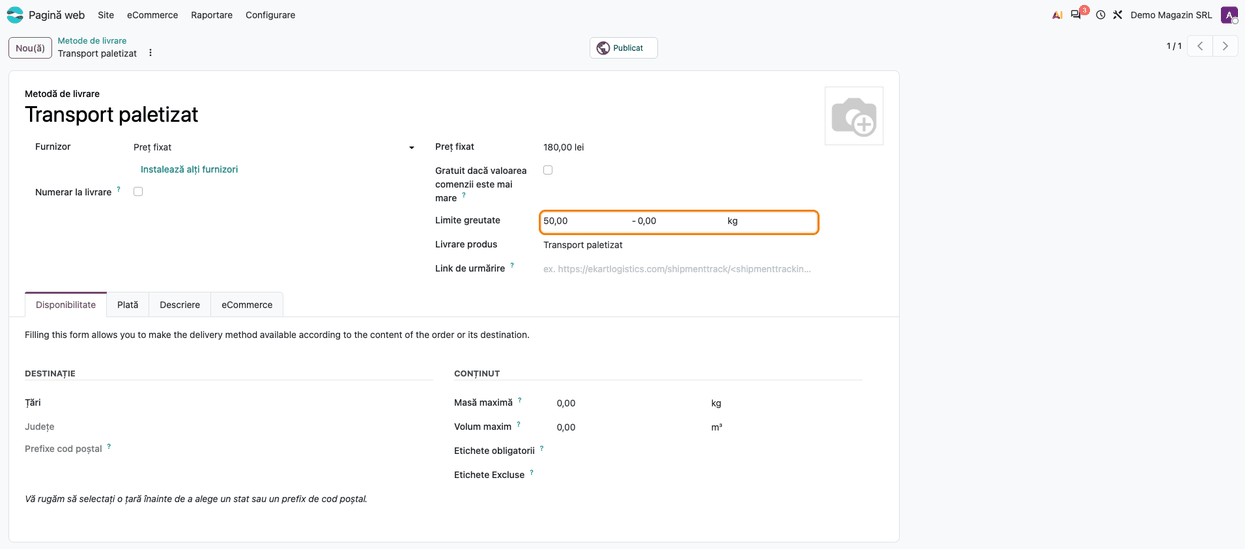 Pagină web Site eCommerce Raportare Configurare 3 Demo Magazin SRL A
Nou(ă) Metode de livrare
Transport paletizat
Publicat
1 / 1
Metodă de livrare
Transport paletizat
Furnizor Preț fixat
Instalează alți furnizori
Numerar la livrare ?
Preț fixat 180,00 lei
Gratuit dacă valoarea
comenzii este mai
mare ?
Limite greutate 50,00 - 0,00 kg
Livrare produs Transport paletizat
Link de urmărire ? ex. https://ekartlogistics.com/shipmenttrack/<shipmenttrackin...
Disponibilitate Plată Descriere eCommerce
Filling this form allows you to make the delivery method available according to the content of the order or its destination.
DESTINAȚIE
Țări
Județe
Prefixe cod poștal ?
CONȚINUT
Masă maximă ? 0,00 kg
Volum maxim ? 0,00 m³
Etichete obligatorii ?
Etichete Excluse ?
Vă rugăm să selectați o țară înainte de a alege un stat sau un prefix de cod poștal.